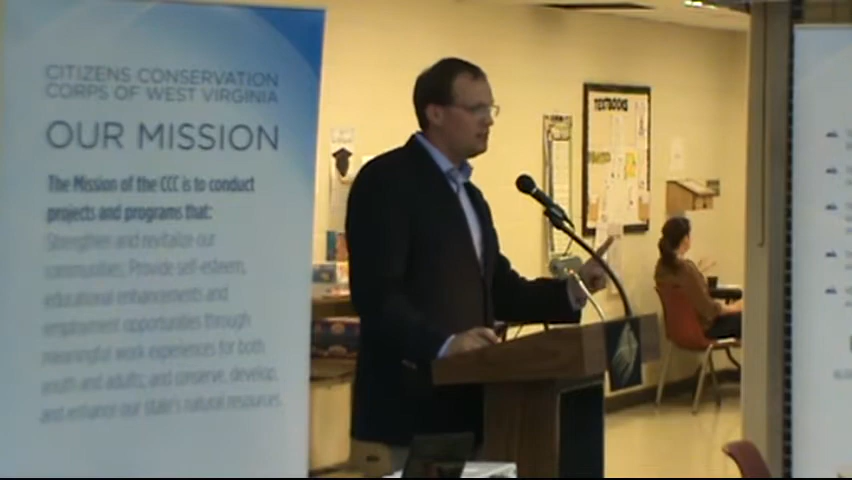 CITIZENS CONSERVATION
CORPS OF WEST VIRGINIA
OUR MISSION
The Mission of the CCC is to conduct
projects and programs that:
Strengthen and revitalize our
communities; Provide self-esteem,
educational enhancements and
employment opportunities through
meaningful work experiences for both
youth and adults; and conserve, develop,
and enhance our state's natural resources.
TEXTBOOKS